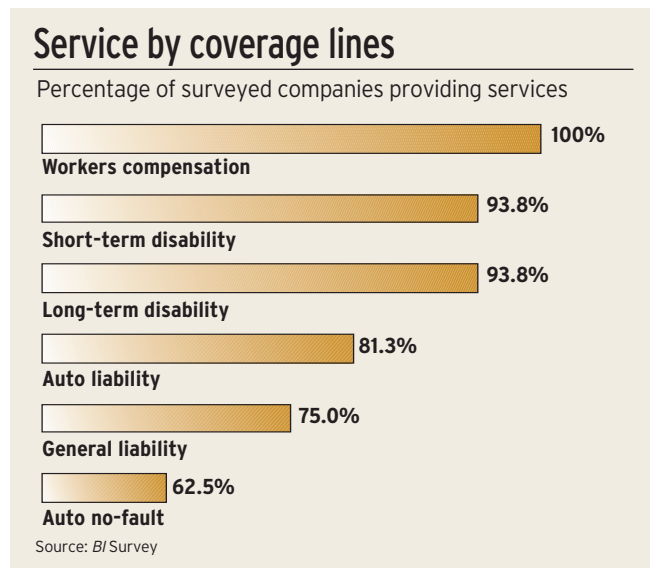 Service by coverage lines
Percentage of surveyed companies providing services
100%
Workers compensation
93.8%
Short-term disability
93.8%
Long-term disability
81.3%
Auto liability
75.0%
General liability
62.5%
Auto no-fault
Source: BI Survey